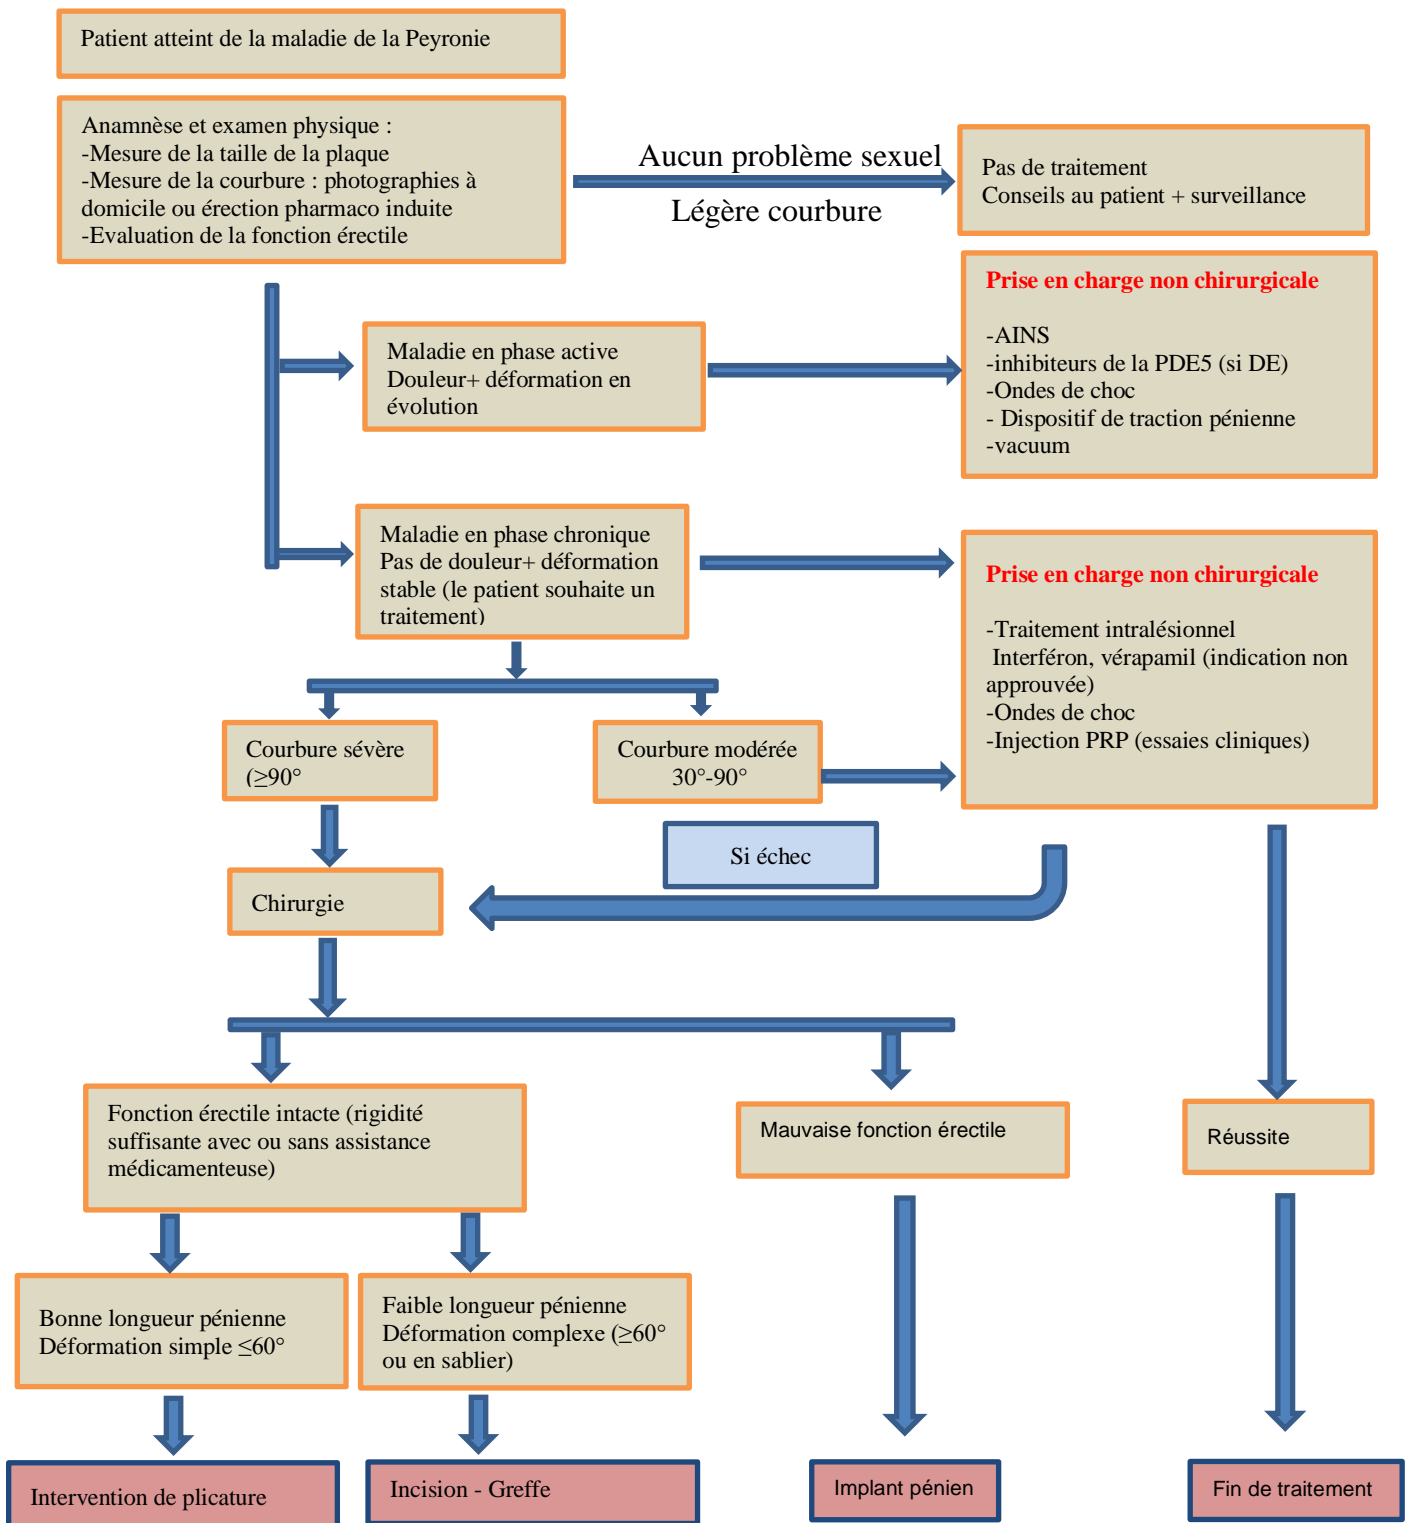 Patient atteint de la maladie de la Peyronie
Anamnèse et examen physique :
-Mesure de la taille de la plaque
-Mesure de la courbure : photographies à
domicile ou érection pharmaco induite
-Evaluation de la fonction érectile
Aucun problème sexuel
Légère courbure
Pas de traitement
Conseils au patient + surveillance
Maladie en phase active
Douleur+ déformation en
évolution
Prise en charge non chirurgicale
-AINS
-inhibiteurs de la PDE5 (si DE)
-Ondes de choc
- Dispositif de traction pénienne
-vacuum
Maladie en phase chronique
Pas de douleur+ déformation
stable (le patient souhaite un
traitement)
Prise en charge non chirurgicale
-Traitement intralésionnel
Interféron, vérapamil (indication non
approuvée)
-Ondes de choc
-Injection PRP (essaies cliniques)
Courbure sévère
(≥90°
Courbure modérée
30°-90°
Si échec
Chirurgie
Fonction érectile intacte (rigidité
suffisante avec ou sans assistance
médicamenteuse)
Mauvaise fonction érectile
Réussite
Bonne longueur pénienne
Déformation simple ≤60°
Faible longueur pénienne
Déformation complexe (≥60°
ou en sablier)
Intervention de plicature
Incision - Greffe
Implant pénien
Fin de traitement